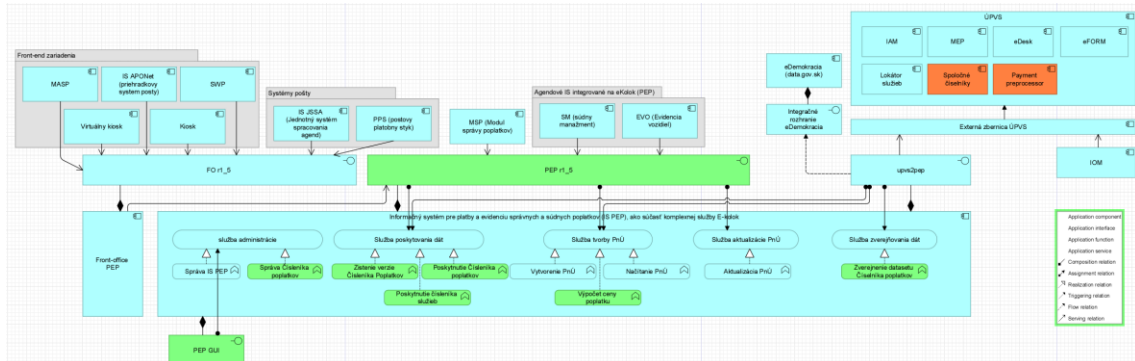 ÚPVS
IAM
MEP
eDesk
eFORM
Lokátor
služieb
Spoločné
číselníky
Payment
preprocessor
Front-end zariadenia
MASP
IS APONet
(priehradkovy
system posty)
SWP
Virtuálny kiosk
Kiosk
Systémy pošty
IS JSSA
(Jednotný systém
spracovania
agend)
PPS (postovy
platobny styk)
MSP (Modul
správy poplatkov)
Agendové IS integrované na eKolok (PEP)
SM (súdny
manažment)
EVO (Evidencia
vozidiel)
eDemokracia
(data.gov.sk)
Integračné
rozhranie
eDemokracia
Externá zbernica ÚPVS
IOM
FO r1_5
PEP r1_5
upvs2pep
Front-office
PEP
Informačný systém pre platby a evidenciu správnych a súdnych poplatkov (IS PEP), ako súčasť komplexnej služby E-kolok
služba administrácie
Služba poskytovania dát
Služba tvorby PnÚ
Služba aktualizácie PnÚ
Služba zverejňovania dát
Správa IS PEP
Správa Číselníka
poplatkov
Zistenie verzie
Číselníka Poplatkov
Poskytnutie Číselníka
poplatkov
Vytvorenie PnÚ
Načítanie PnÚ
Aktualizácia PnÚ
Zverejnenie datasetu
Číselníka poplatkov
Poskytnutie číselníka
služieb
Výpočet ceny
poplatku
PEP GUI
Application component
Application interface
Application function
Application service
Composition relation
Assignment relation
Realization relation
Triggering relation
Flow relation
Serving relation